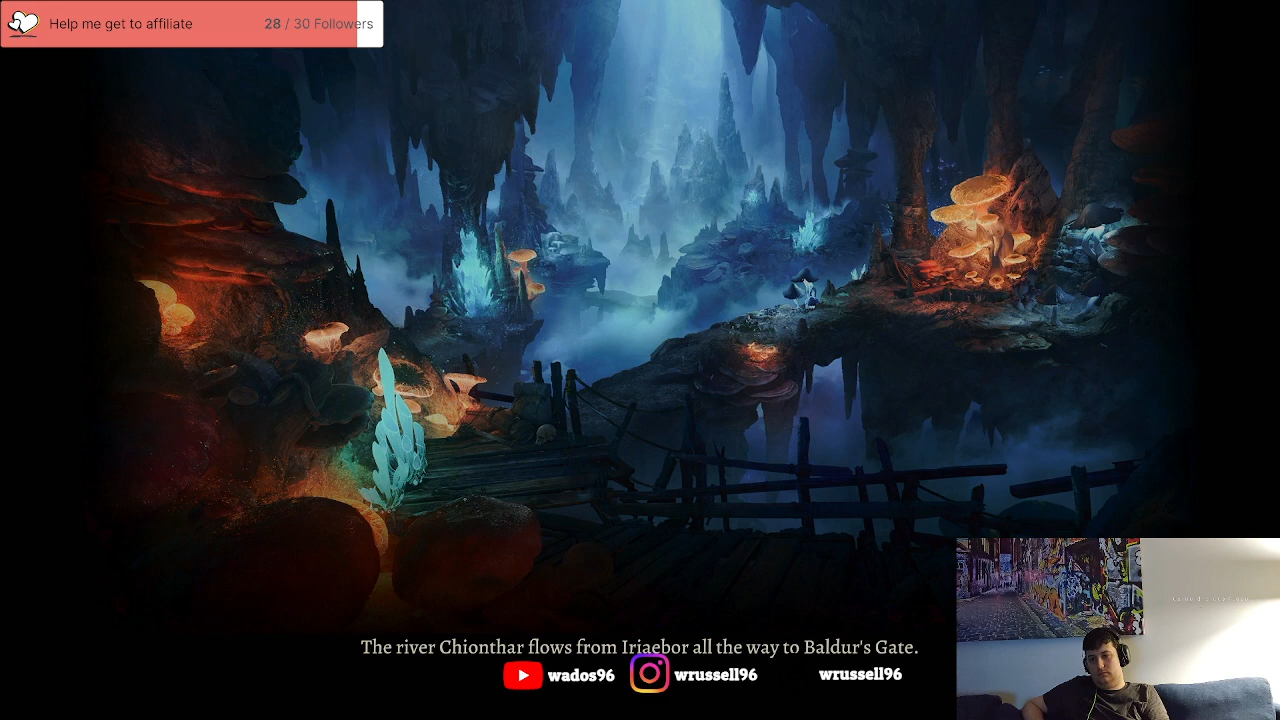 Help me get to affiliate 28 / 30 Followers
The river Chionthar flows from Iriaebor all the way to Baldur's Gate.
wados96 wrussell96 wrussell96